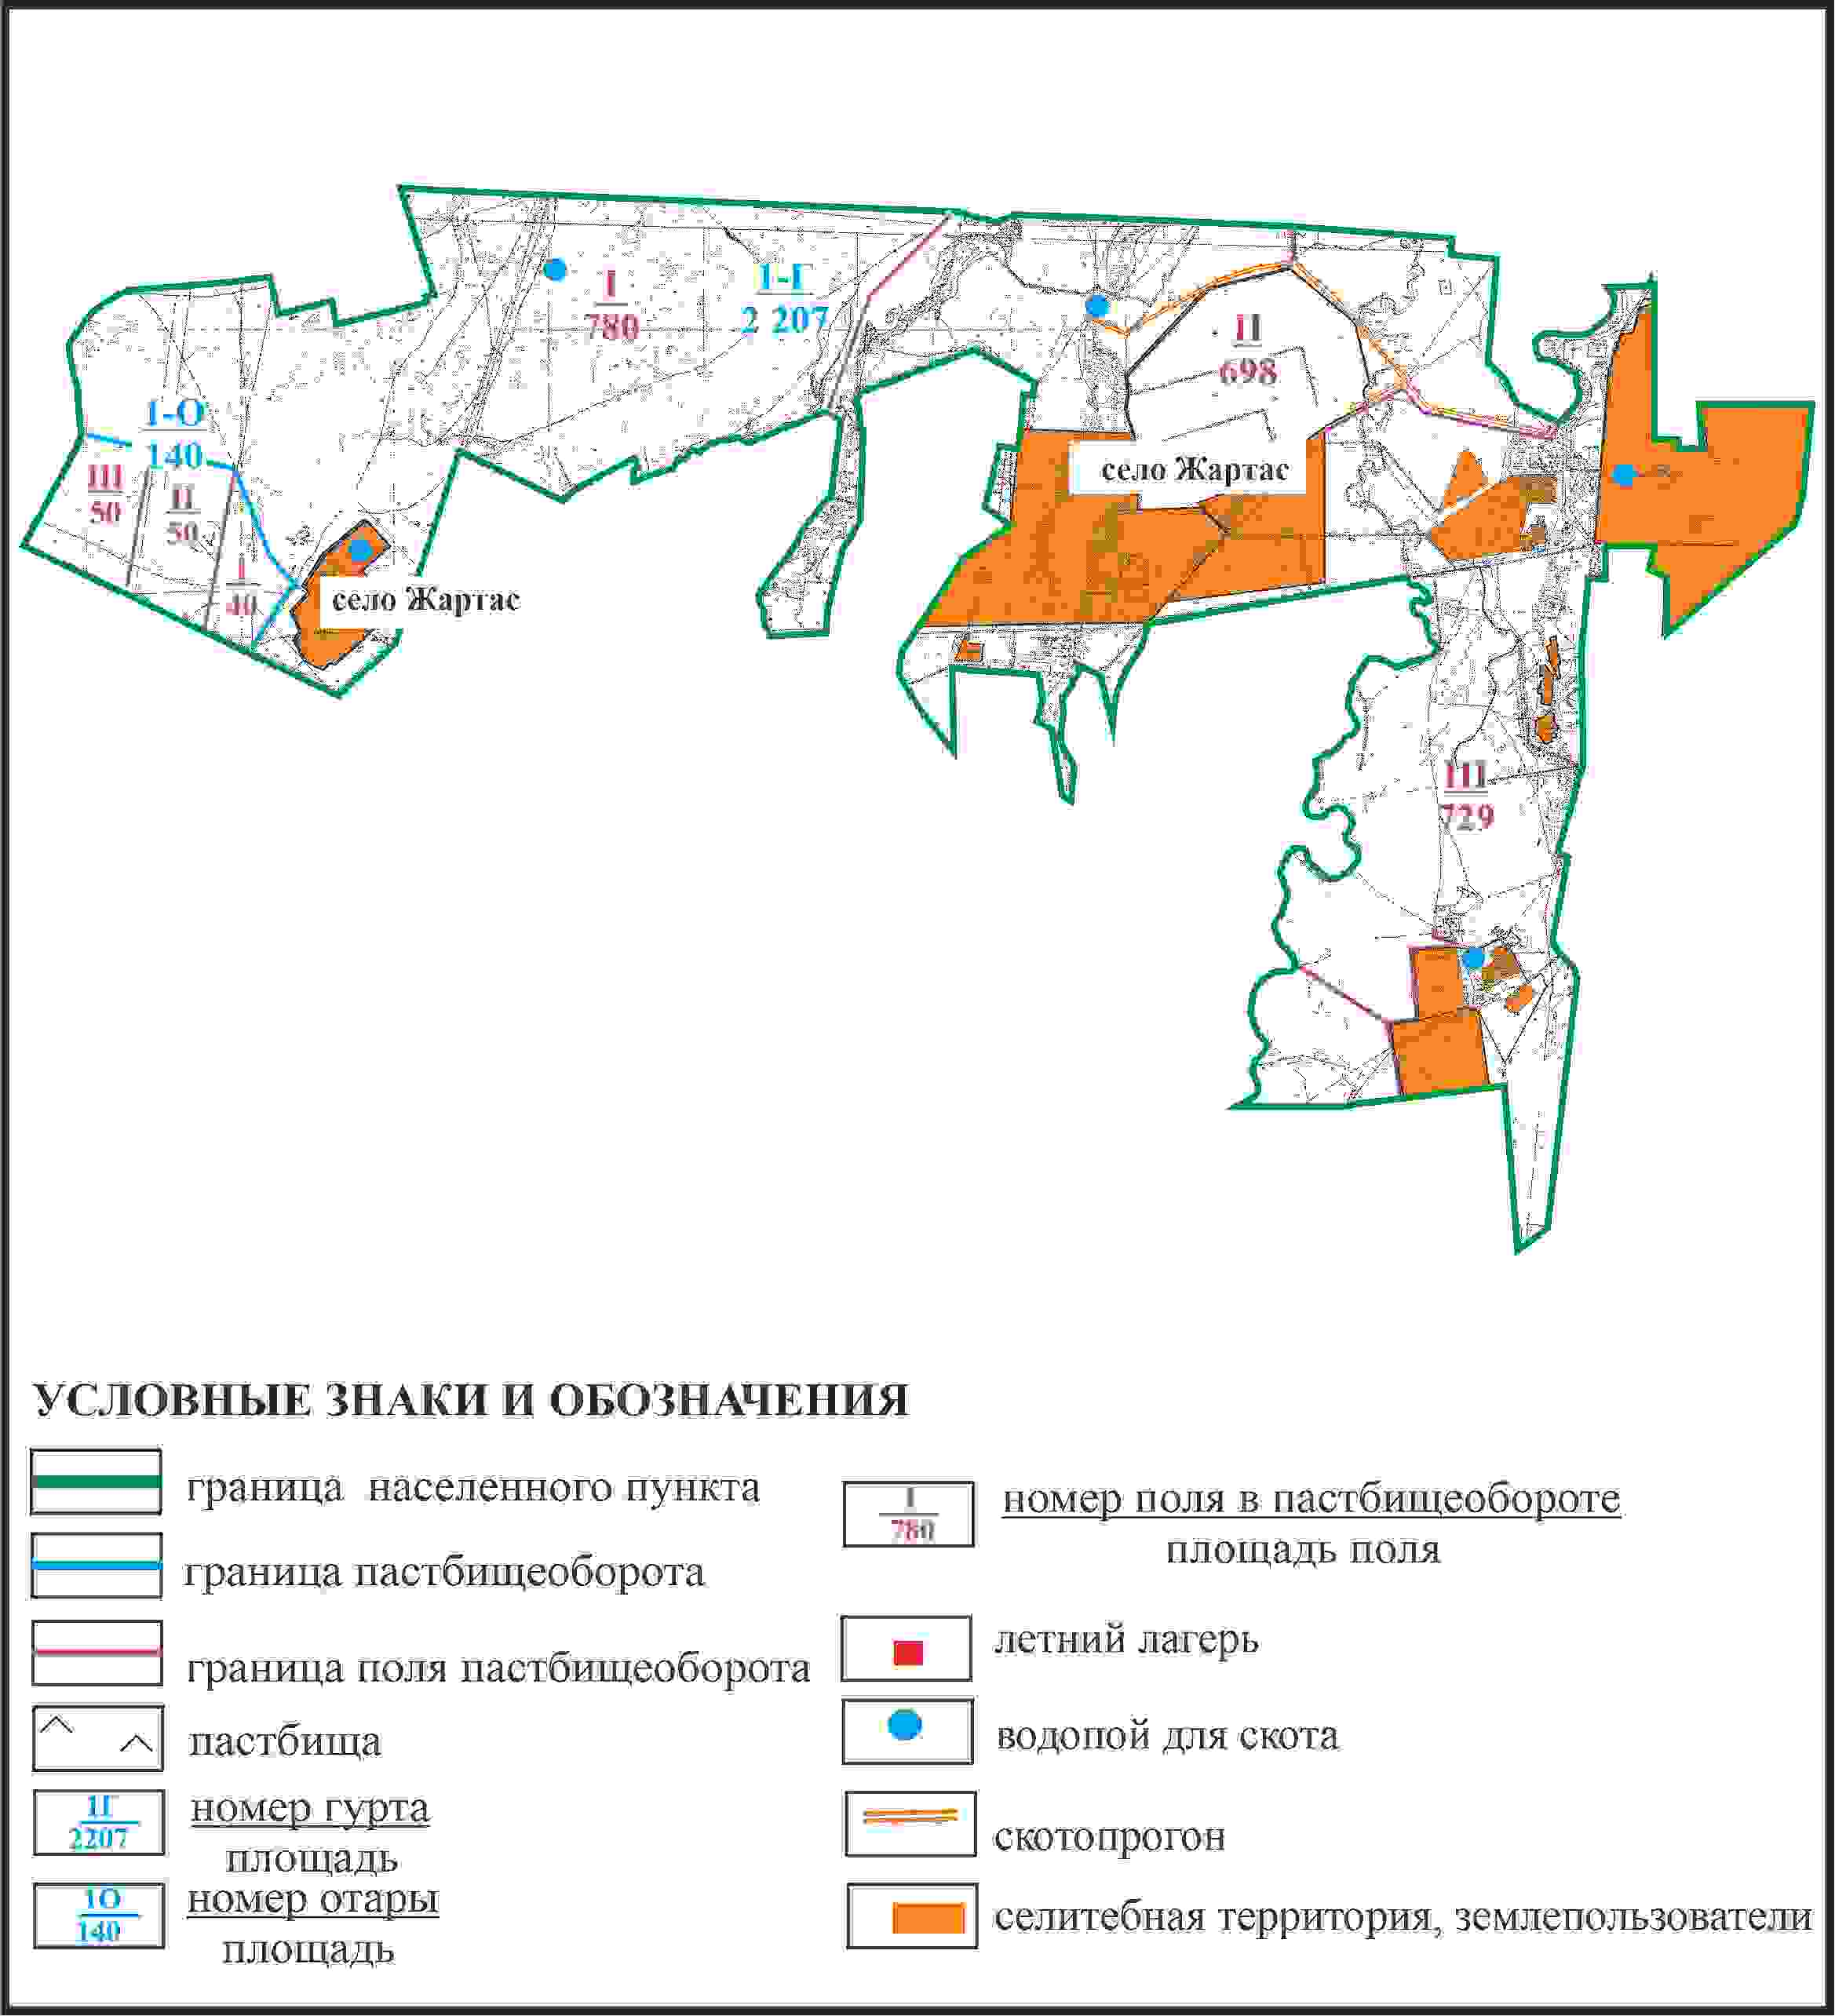 I
780
1-Г
2 207
II
698
1-О
140
III
50
II
50
I
40
село Жартас
село Жартас
III
729
УСЛОВНЫЕ ЗНАКИ И ОБОЗНАЧЕНИЯ
граница населенного пункта
граница пастбищеоборота
граница поля пастбищеоборота
пастбища
1Г
2207
номер гурта
площадь
1О
140
номер отары
площадь
I
780
номер поля в пастбищеобороте
площадь поля
летний лагерь
водопой для скота
скотопрогон
селитебная территория, землепользователи